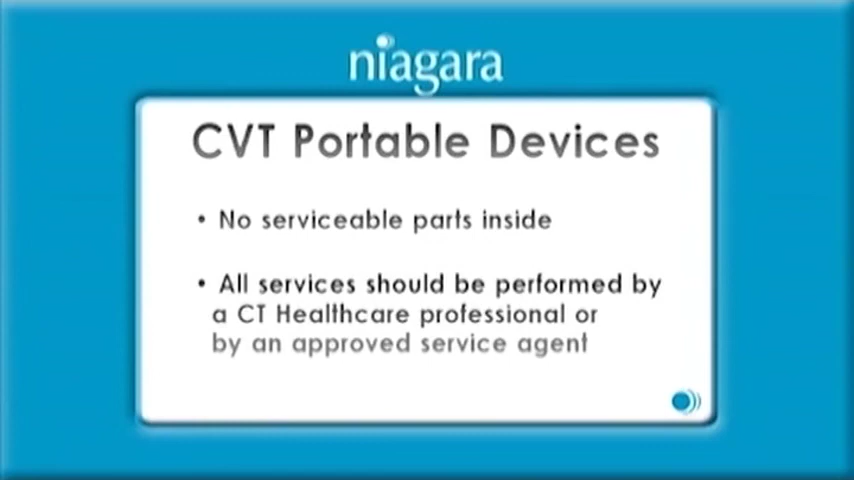 niagara
CVT Portable Devices
• No serviceable parts inside
• All services should be performed by
a CT Healthcare professional or
by an approved service agent